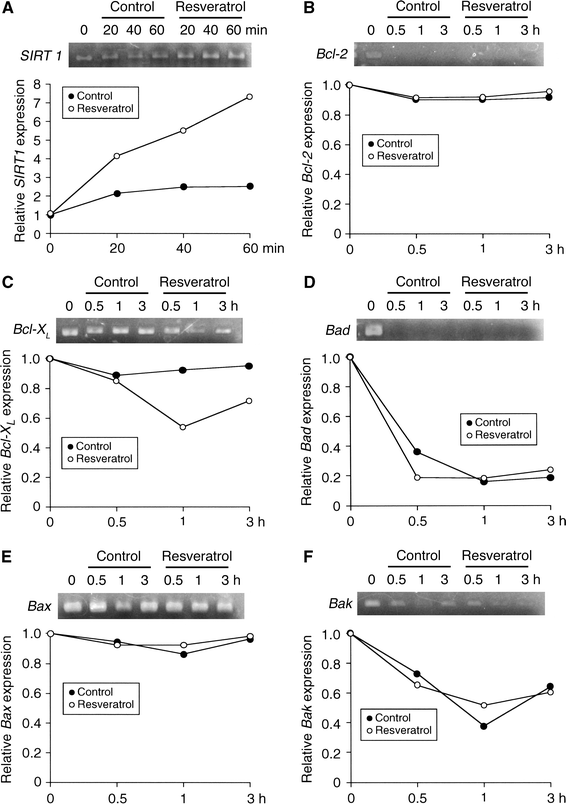 A
Control Resveratrol
0 20 40 60 20 40 60 min
SIRT 1
Relative SIRT1 expression
8
7
6
5
4
3
2
1
0
Control
Resveratrol
0 20 40 60 min
B
Control Resveratrol
0 0.5 1 3 0.5 1 3 h
Bcl-2
Relative Bcl-2 expression
1.0
0.8
0.6
0.4
0.2
0
Control
Resveratrol
0 0.5 1 3 h
C
Control Resveratrol
0 0.5 1 3 0.5 1 3 h
Bcl-XL
Relative Bcl-XL expression
1.0
0.8
0.6
0.4
0.2
0
Control
Resveratrol
0 0.5 1 3 h
D
Control Resveratrol
0 0.5 1 3 0.5 1 3 h
Bad
Relative Bad expression
1.0
0.8
0.6
0.4
0.2
0
Control
Resveratrol
0 0.5 1 3 h
E
Control Resveratrol
0 0.5 1 3 0.5 1 3 h
Bax
Relative Bax expression
1.0
0.8
0.6
0.4
0.2
0
Control
Resveratrol
0 0.5 1 3 h
F
Control Resveratrol
0 0.5 1 3 0.5 1 3 h
Bak
Relative Bak expression
1.0
0.8
0.6
0.4
0.2
0
Control
Resveratrol
0 0.5 1 3 h